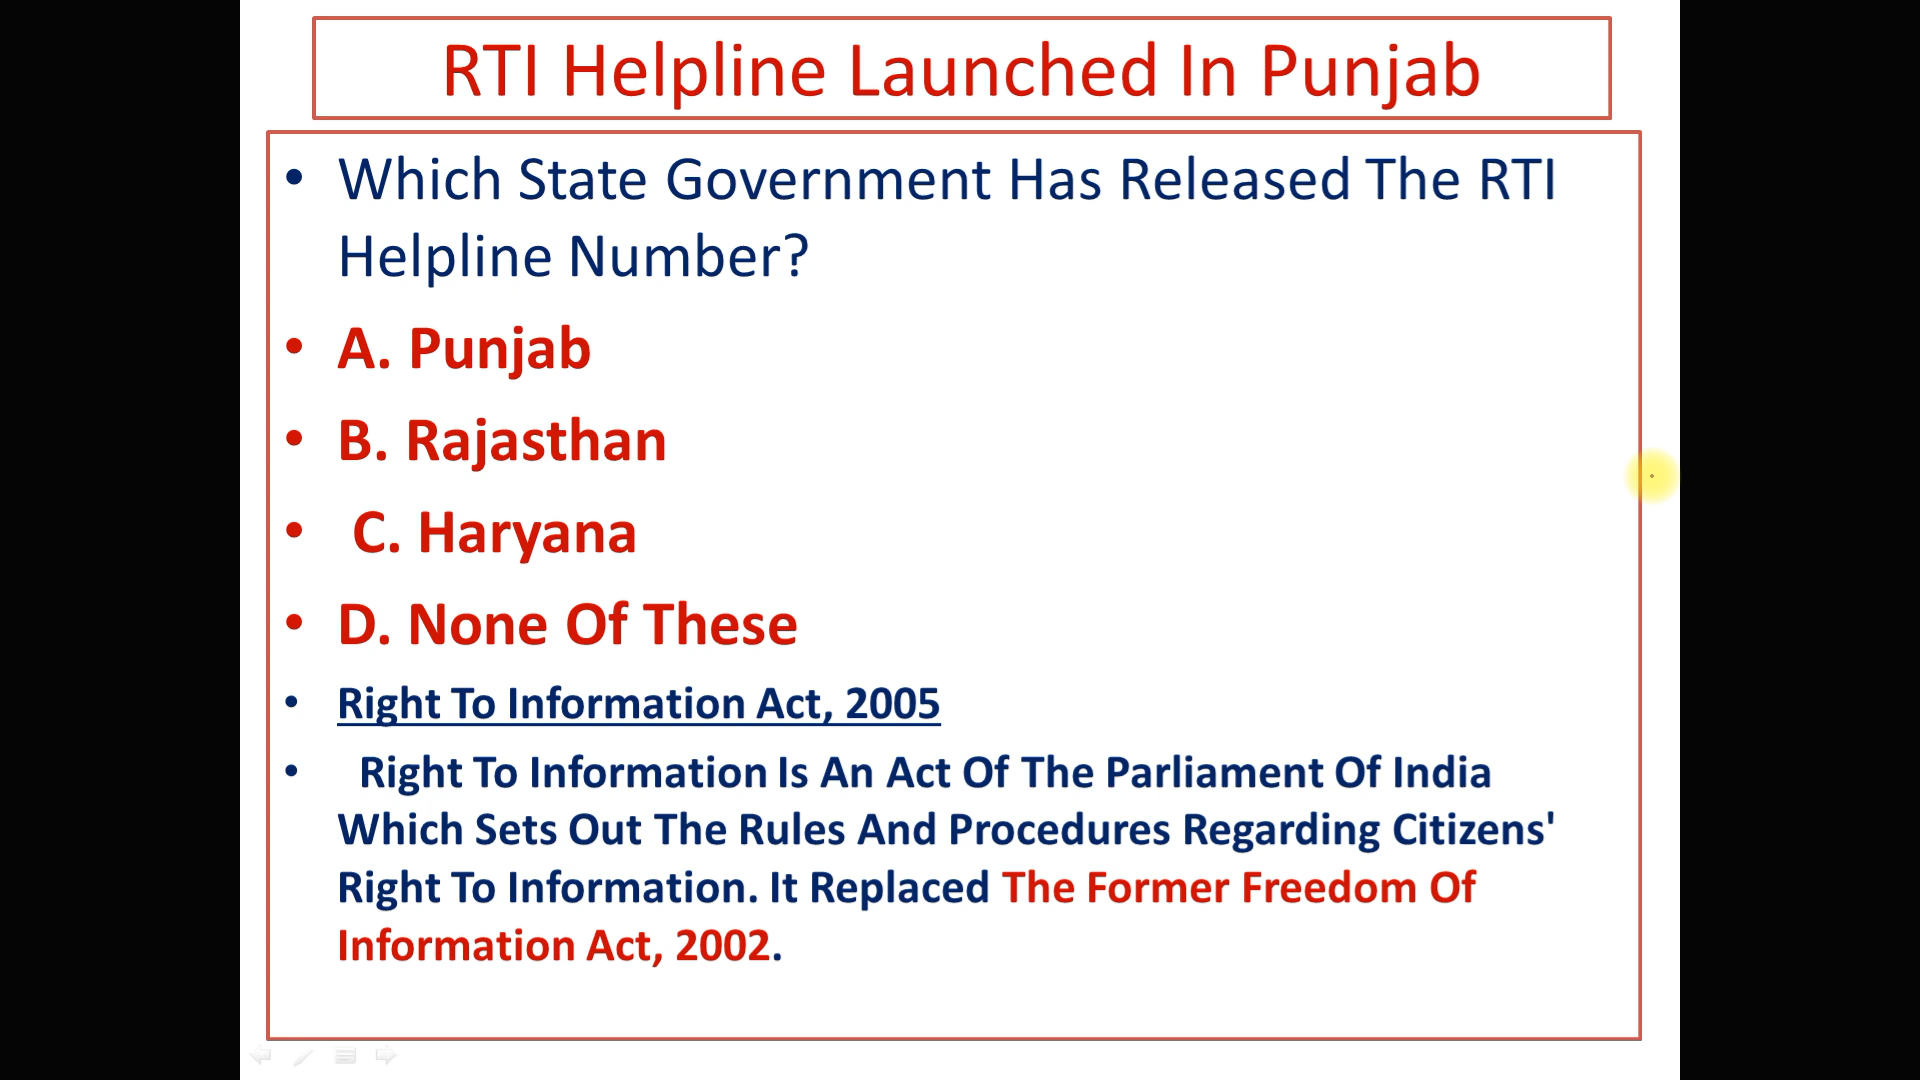 RTI Helpline Launched In Punjab
• Which State Government Has Released The RTI
Helpline Number?
• A. Punjab
• B. Rajasthan
• C. Haryana
• D. None Of These
• Right To Information Act, 2005
• Right To Information Is An Act Of The Parliament Of India
Which Sets Out The Rules And Procedures Regarding Citizens'
Right To Information. It Replaced The Former Freedom Of
Information Act, 2002.